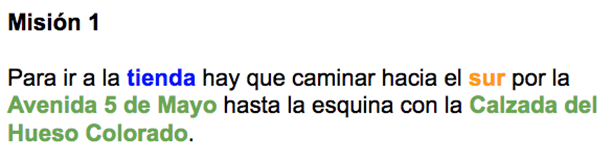 Misión 1
Para ir a la tienda hay que caminar hacia el sur por la
Avenida 5 de Mayo hasta la esquina con la Calzada del
Hueso Colorado.